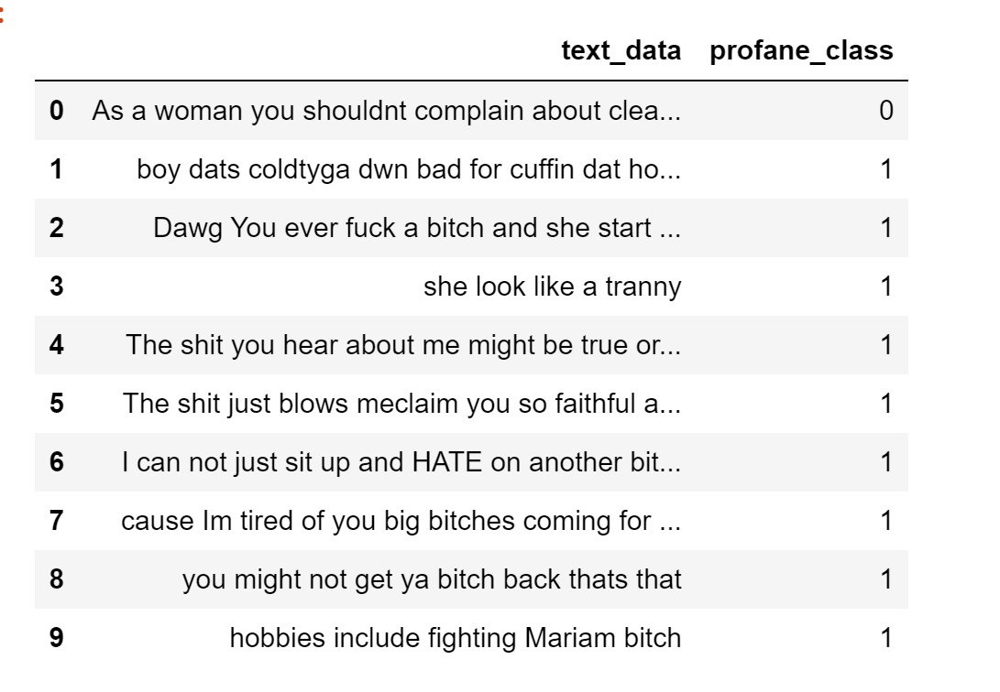 :
text_data profane_class
0 As a woman you shouldnt complain about clea... 0
1 boy dats coldtyga dwn bad for cuffin dat ho... 1
2 Dawg You ever fuck a bitch and she start ... 1
3 she look like a tranny 1
4 The shit you hear about me might be true or... 1
5 The shit just blows meclaim you so faithful a... 1
6 I can not just sit up and HATE on another bit... 1
7 cause Im tired of you big bitches coming for ... 1
8 you might not get ya bitch back thats that 1
9 hobbies include fighting Mariam bitch 1